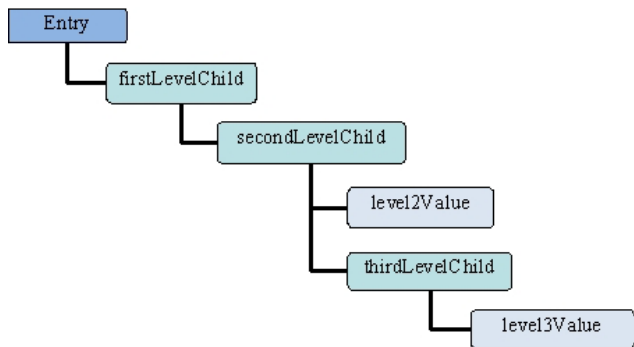 Entry
firstLevelChild
secondLevelChild
level2Value
thirdLevelChild
level3Value